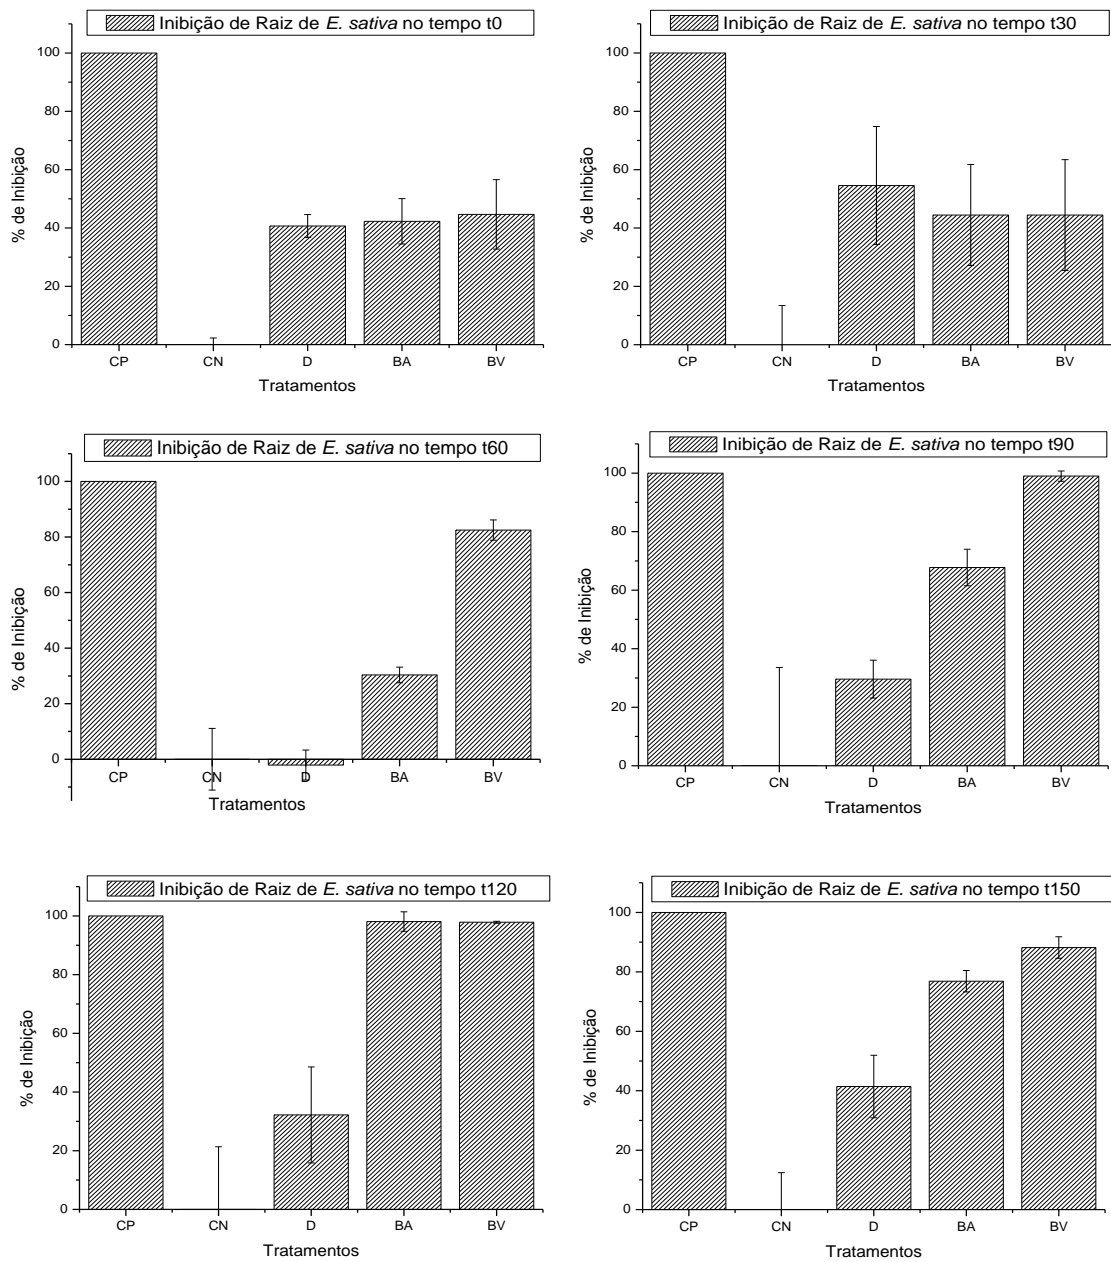 Inibição de Raiz de E. sativa no tempo t0
100
80
60
40
20
0
% de Inibição
CP CN D BA BV
Tratamentos
Inibição de Raiz de E. sativa no tempo t30
100
80
60
40
20
0
% de Inibição
CP CN D BA BV
Tratamentos
Inibição de Raiz de E. sativa no tempo t60
100
80
60
40
20
0
% de Inibição
CP CN D BA BV
Tratamentos
Inibição de Raiz de E. sativa no tempo t90
100
80
60
40
20
0
% de Inibição
CP CN D BA BV
Tratamentos
Inibição de Raiz de E. sativa no tempo t120
100
80
60
40
20
0
% de Inibição
CP CN D BA BV
Tratamentos
Inibição de Raiz de E. sativa no tempo t150
100
80
60
40
20
0
% de Inibição
CP CN D BA BV
Tratamentos